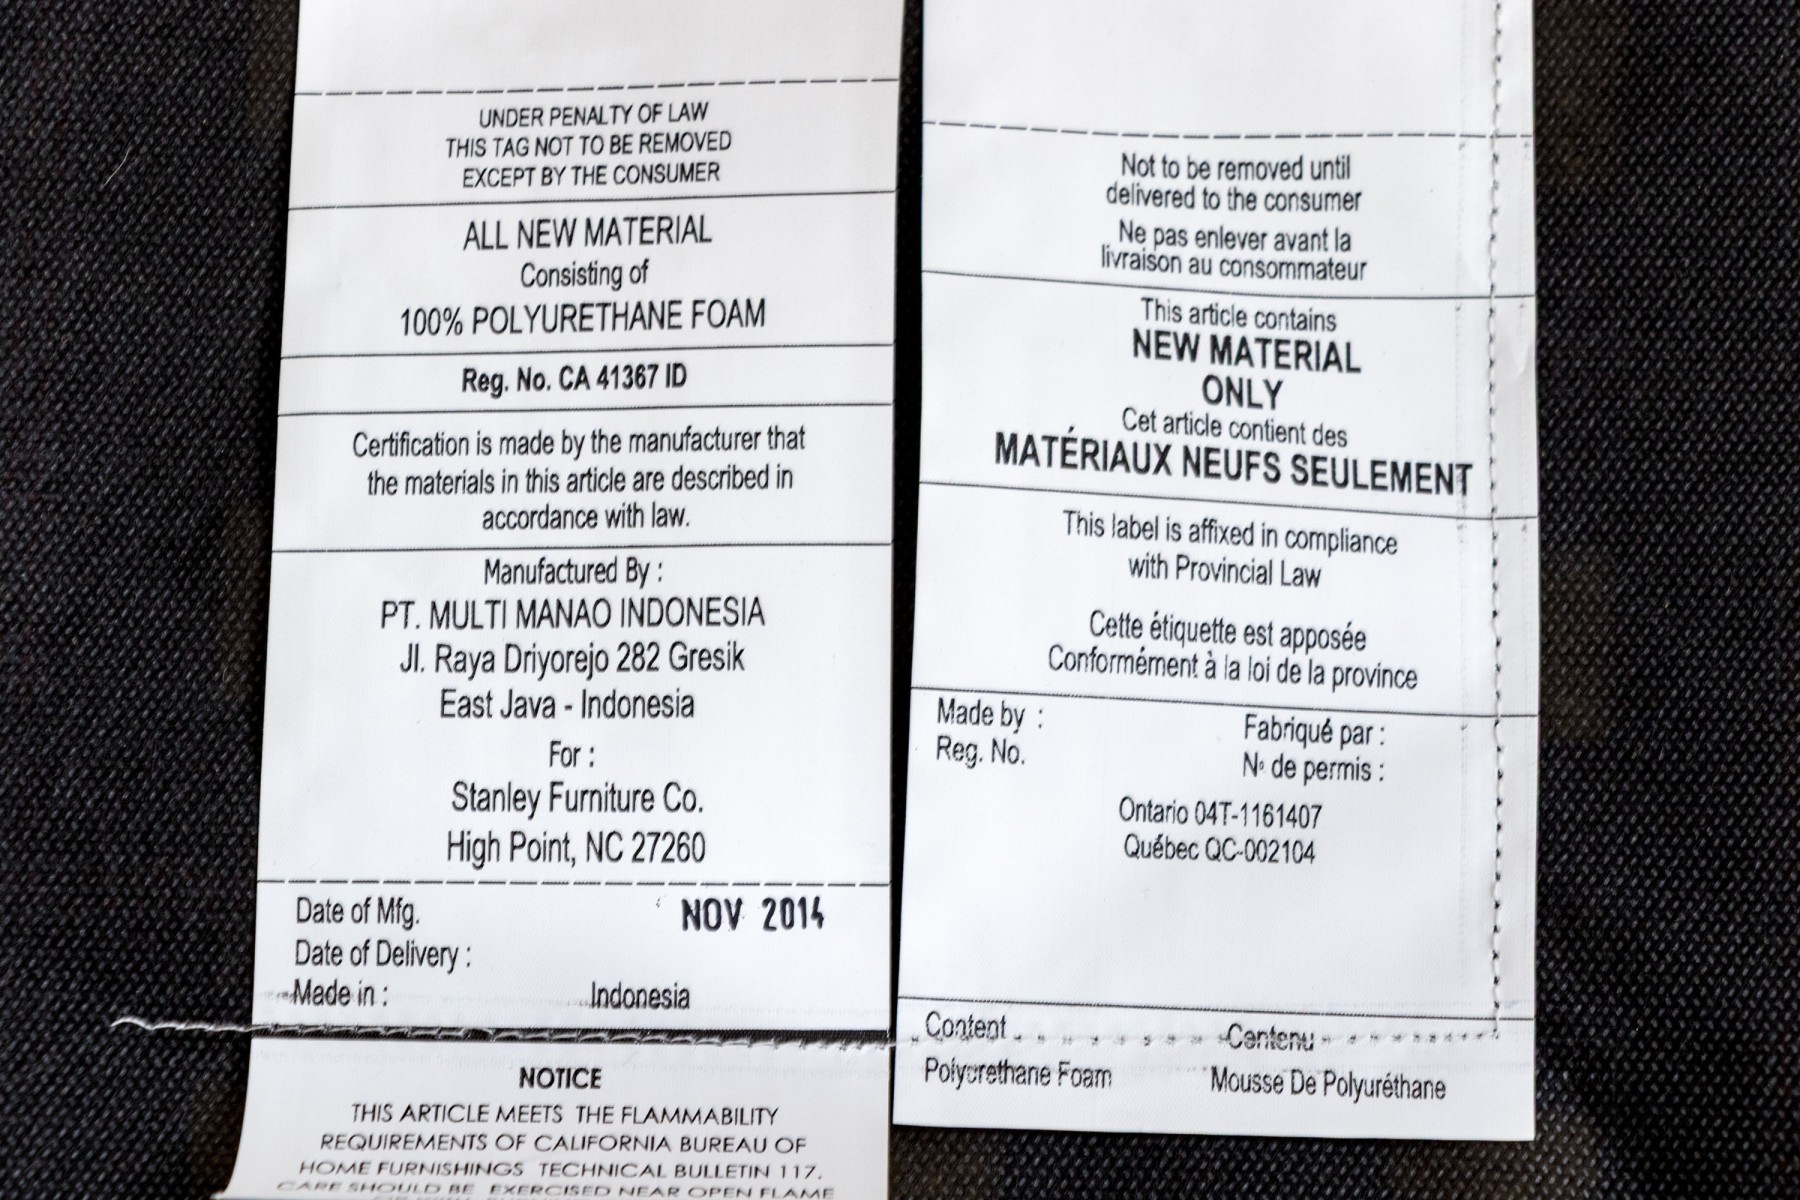 UNDER PENALTY OF LAW
THIS TAG NOT TO BE REMOVED
EXCEPT BY THE CONSUMER
ALL NEW MATERIAL
Consisting of
100% POLYURETHANE FOAM
Reg. No. CA 41367 ID
Certification is made by the manufacturer that
the materials in this article are described in
accordance with law.
Manufactured By :
PT. MULTI MANAO INDONESIA
Jl. Raya Driyorejo 282 Gresik
East Java - Indonesia
For :
Stanley Furniture Co.
High Point, NC 27260
Date of Mfg. NOV 2014
Date of Delivery :
Made in : Indonesia
NOTICE
THIS ARTICLE MEETS THE FLAMMABILITY
REQUIREMENTS OF CALIFORNIA BUREAU OF
HOME FURNISHINGS TECHNICAL BULLETIN 117.
CARE SHOULD BE EXERCISED NEAR OPEN FLAME
Not to be removed until
delivered to the consumer
Ne pas enlever avant la
livraison au consommateur
This article contains
NEW MATERIAL
ONLY
Cet article contient des
MATÉRIAUX NEUFS SEULEMENT
This label is affixed in compliance
with Provincial Law
Cette étiquette est apposée
Conformément à la loi de la province
Made by : Fabriqué par :
Reg. No. Nº de permis :
Ontario 04T-1161407
Québec QC-002104
Content Contenu
Polyurethane Foam Mousse De Polyuréthane